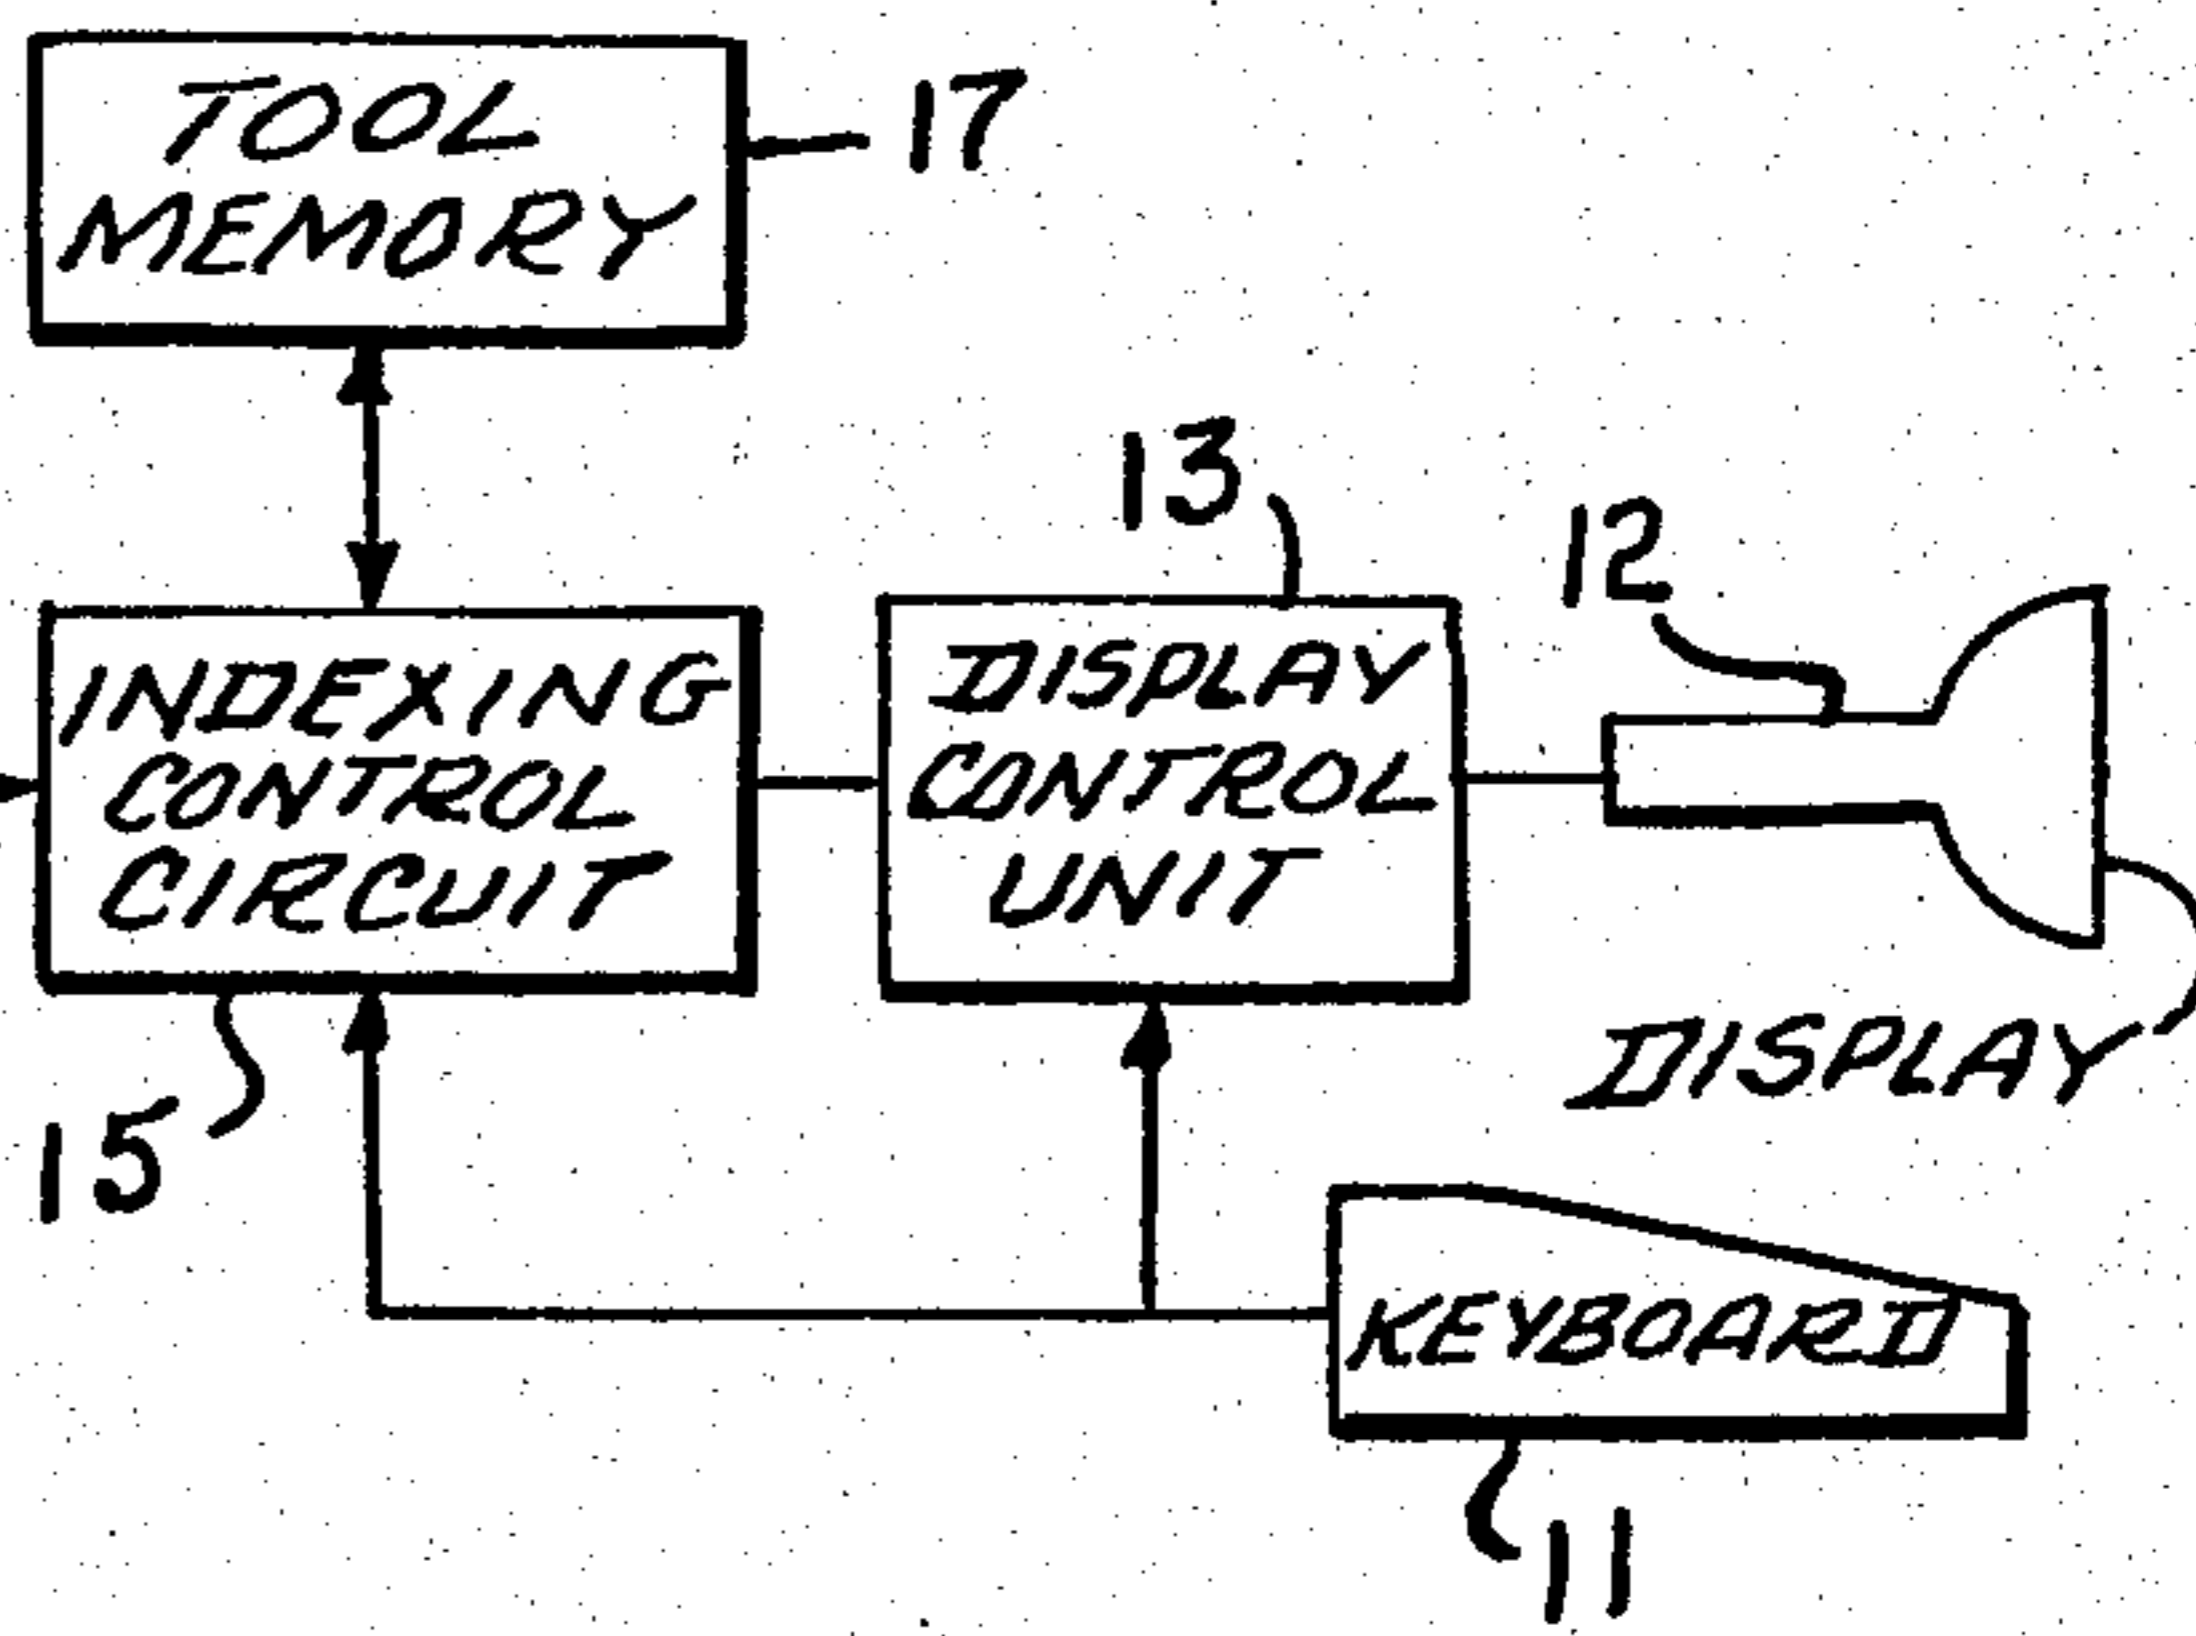 TOOL
MEMORY
17
13
12
INDEXING
CONTROL
CIRCUIT
DISPLAY
CONTROL
UNIT
DISPLAY
15
KEYBOARD
11